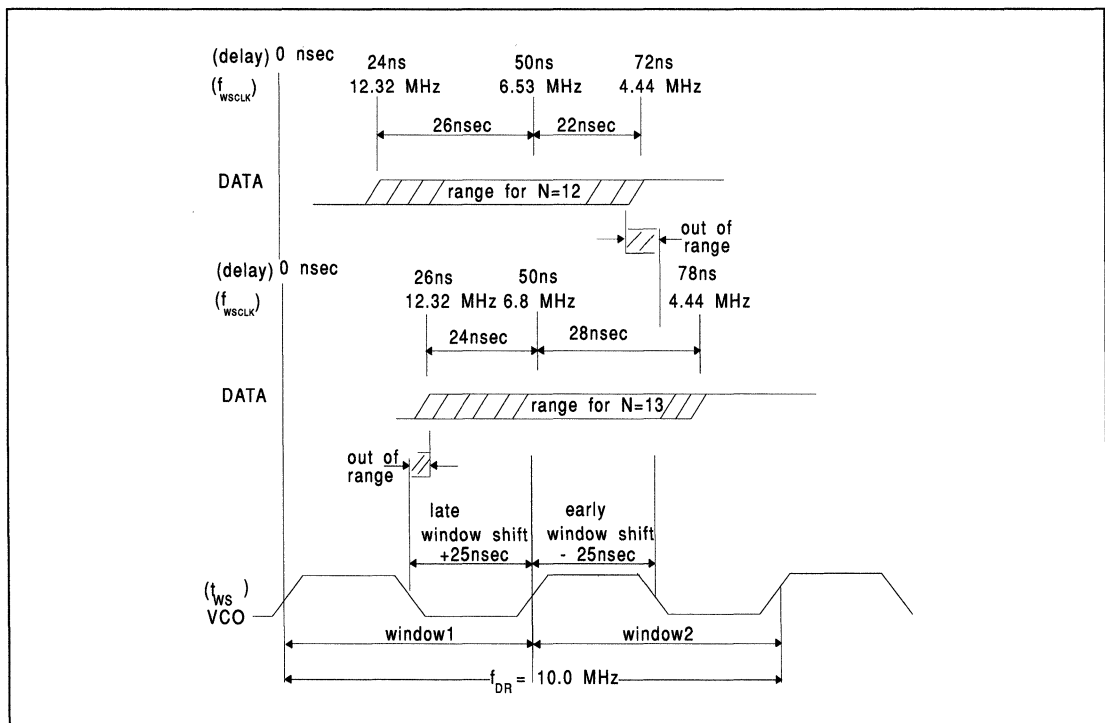 (delay) 0 nsec
24ns 50ns 72ns
(fWSCLK) 12.32 MHz 6.53 MHz 4.44 MHz
26nsec 22nsec
DATA range for N=12
out of
range
(delay) 0 nsec
26ns 50ns 78ns
(fWSCLK) 12.32 MHz 6.8 MHz 4.44 MHz
24nsec 28nsec
DATA range for N=13
out of
range
late early
window shift window shift
+25nsec - 25nsec
(tWS)
VCO
window1 window2
fDR = 10.0 MHz